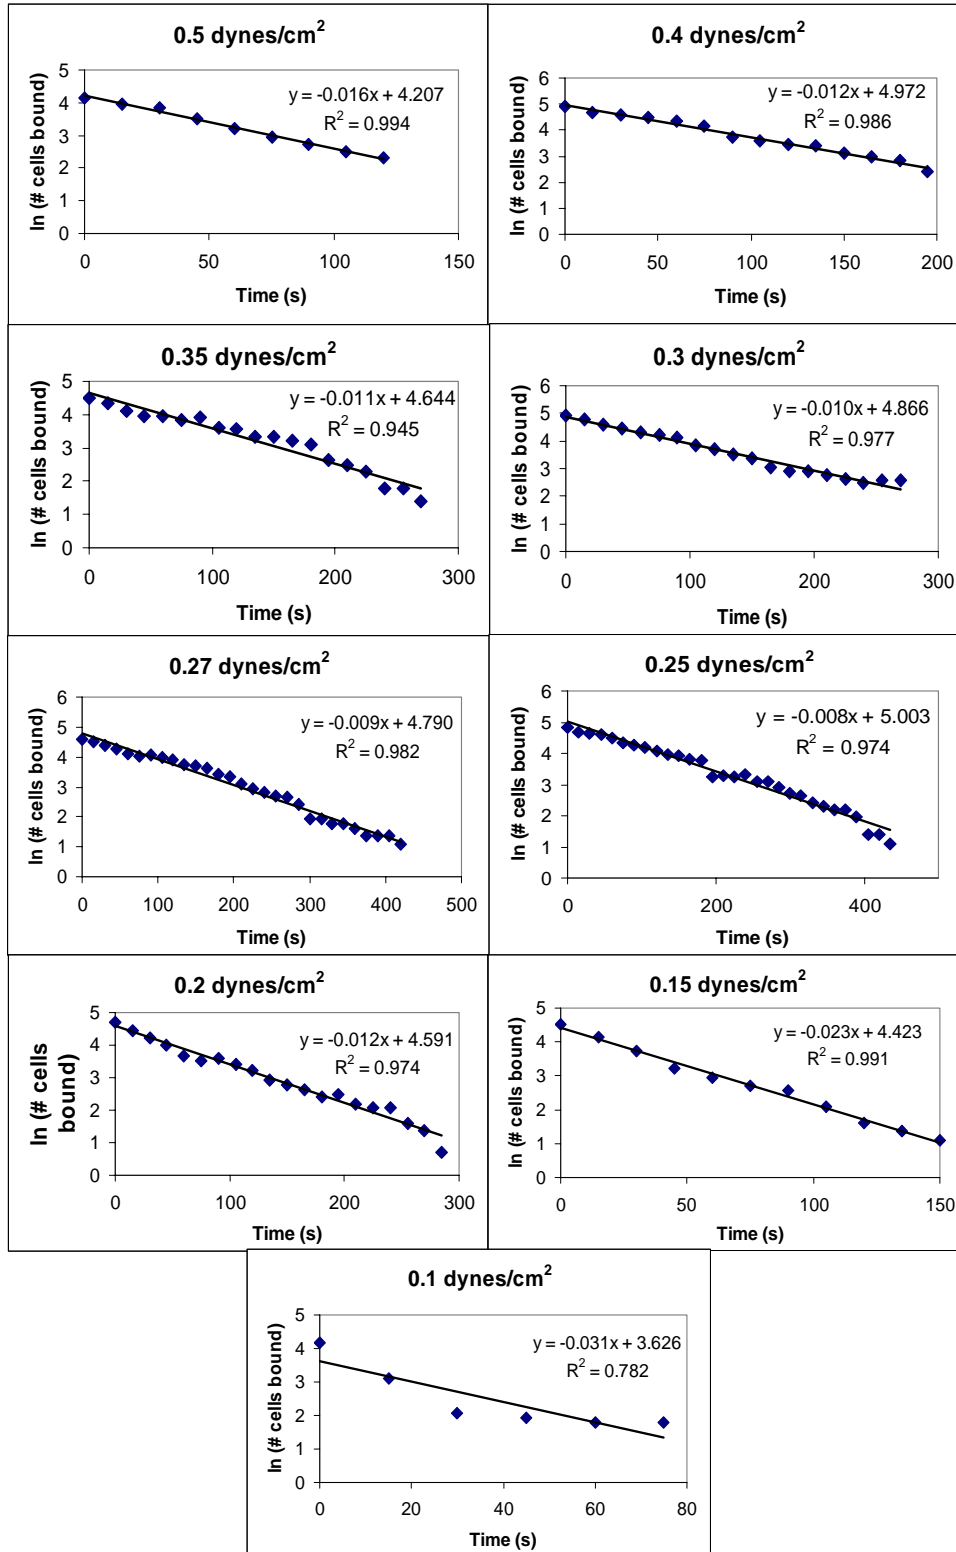 0.5 dynes/cm²
y = -0.016x + 4.207
R² = 0.994
ln (# cells bound)
5
4
3
2
1
0
0 50 100 150
Time (s)
0.4 dynes/cm²
y = -0.012x + 4.972
R² = 0.986
ln (# cells bound)
6
5
4
3
2
1
0
0 50 100 150 200
Time (s)
0.35 dynes/cm²
y = -0.011x + 4.644
R² = 0.945
ln (# cells bound)
5
4
3
2
1
0
0 100 200 300
Time (s)
0.3 dynes/cm²
y = -0.010x + 4.866
R² = 0.977
ln (# cells bound)
6
5
4
3
2
1
0
0 100 200 300
Time (s)
0.27 dynes/cm²
y = -0.009x + 4.790
R² = 0.982
ln (# cells bound)
6
5
4
3
2
1
0
0 100 200 300 400 500
Time (s)
0.25 dynes/cm²
y = -0.008x + 5.003
R² = 0.974
ln (# cells bound)
6
5
4
3
2
1
0
0 200 400
Time (s)
0.2 dynes/cm²
y = -0.012x + 4.591
R² = 0.974
ln (# cells
bound)
5
4
3
2
1
0
0 100 200 300
Time (s)
0.15 dynes/cm²
y = -0.023x + 4.423
R² = 0.991
ln (# cells bound)
5
4
3
2
1
0
0 50 100 150
Time (s)
0.1 dynes/cm²
y = -0.031x + 3.626
R² = 0.782
ln (# cells bound)
5
4
3
2
1
0
0 20 40 60 80
Time (s)